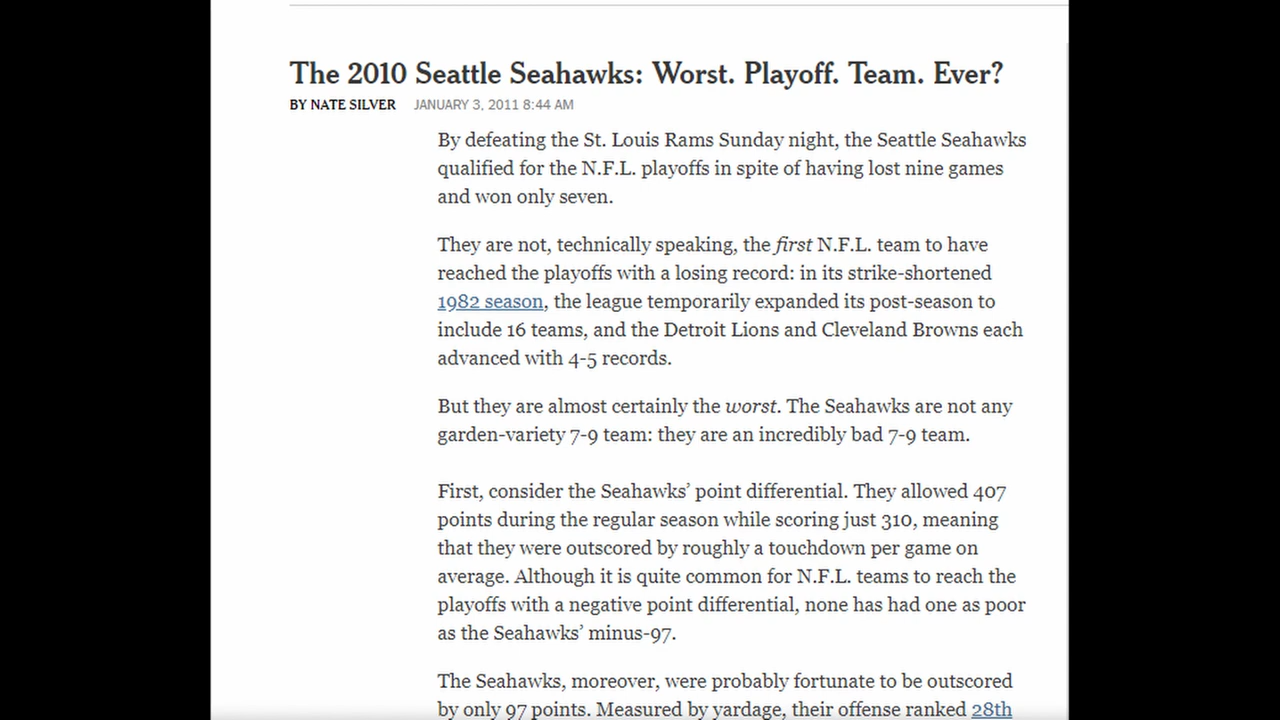 The 2010 Seattle Seahawks: Worst. Playoff. Team. Ever?
BY NATE SILVER JANUARY 3, 2011 8:44 AM
By defeating the St. Louis Rams Sunday night, the Seattle Seahawks
qualified for the N.F.L. playoffs in spite of having lost nine games
and won only seven.
They are not, technically speaking, the first N.F.L. team to have
reached the playoffs with a losing record: in its strike-shortened
1982 season, the league temporarily expanded its post-season to
include 16 teams, and the Detroit Lions and Cleveland Browns each
advanced with 4-5 records.
But they are almost certainly the worst. The Seahawks are not any
garden-variety 7-9 team: they are an incredibly bad 7-9 team.
First, consider the Seahawks’ point differential. They allowed 407
points during the regular season while scoring just 310, meaning
that they were outscored by roughly a touchdown per game on
average. Although it is quite common for N.F.L. teams to reach the
playoffs with a negative point differential, none has had one as poor
as the Seahawks’ minus-97.
The Seahawks, moreover, were probably fortunate to be outscored
by only 97 points. Measured by yardage, their offense ranked 28th